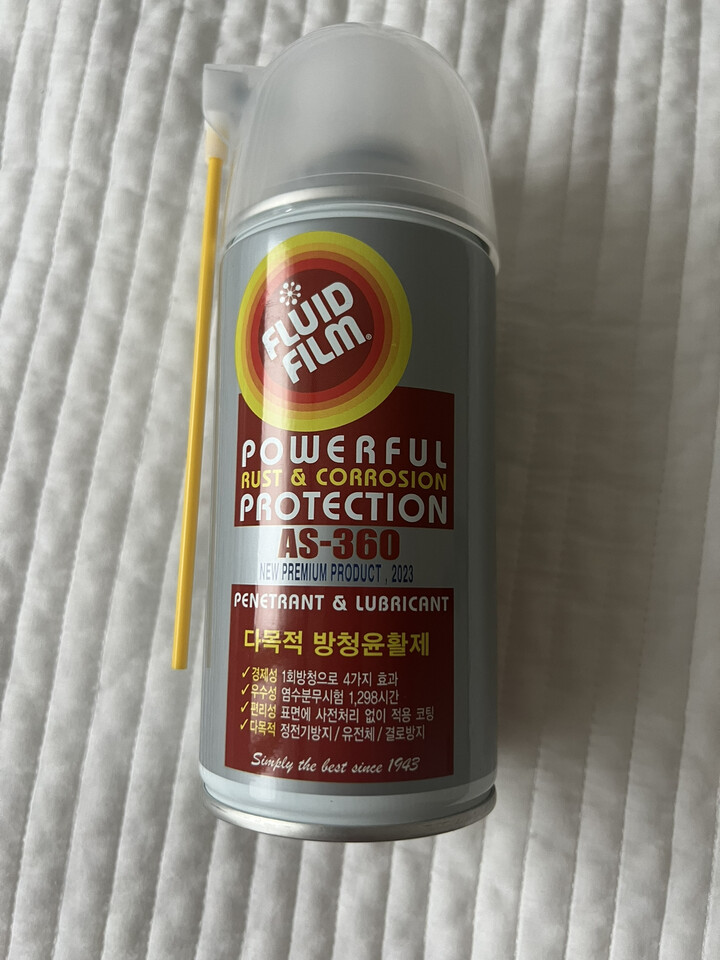 FLUID
FILM®
POWERFUL
RUST & CORROSION
PROTECTION
AS-360
NEW PREMIUM PRODUCT , 2023
PENETRANT & LUBRICANT
다목적 방청윤활제
✓경제성 1회방청으로 4가지 효과
✓우수성 염수분무시험 1,298시간
✓편리성 표면에 사전처리 없이 적용 코팅
✓다목적 정전기방지/유전체/결로방지
Simply the best since 1943